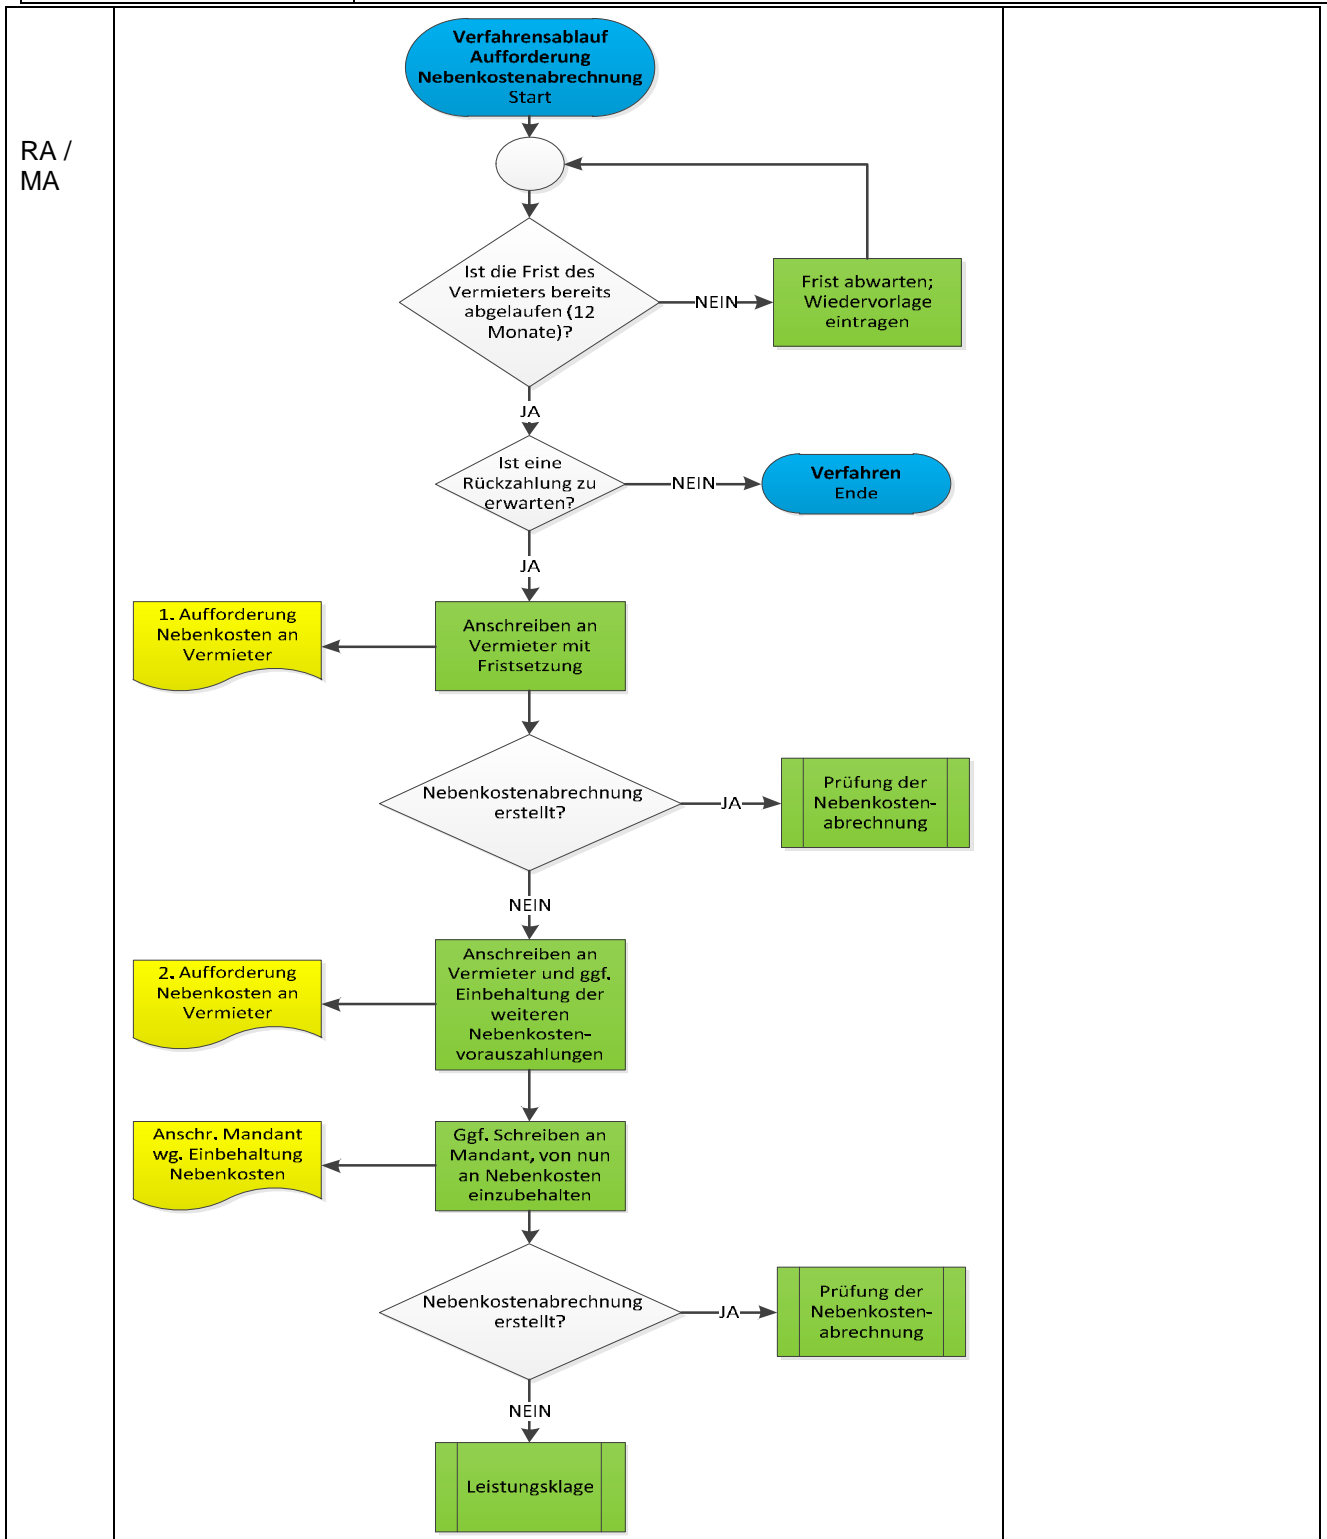 Verfahrensablauf
Aufforderung
Nebenkostenabrechnung
Start
RA /
MA
Ist die Frist des
Vermieters bereits
abgelaufen (12
Monate)?
NEIN
Frist abwarten;
Wiedervorlage
eintragen
JA
Ist eine
Rückzahlung zu
erwarten?
NEIN
Verfahren
Ende
JA
1. Aufforderung
Nebenkosten an
Vermieter
Anschreiben an
Vermieter mit
Fristsetzung
Nebenkostenabrechnung
erstellt?
JA
Prüfung der
Nebenkosten-
abrechnung
NEIN
2. Aufforderung
Nebenkosten an
Vermieter
Anschreiben an
Vermieter und ggf.
Einbehaltung der
weiteren
Nebenkosten-
vorauszahlungen
Anschr. Mandant
wg. Einbehaltung
Nebenkosten
Ggf. Schreiben an
Mandant, von nun
an Nebenkosten
einzubehalten
Nebenkostenabrechnung
erstellt?
JA
Prüfung der
Nebenkosten-
abrechnung
NEIN
Leistungsklage